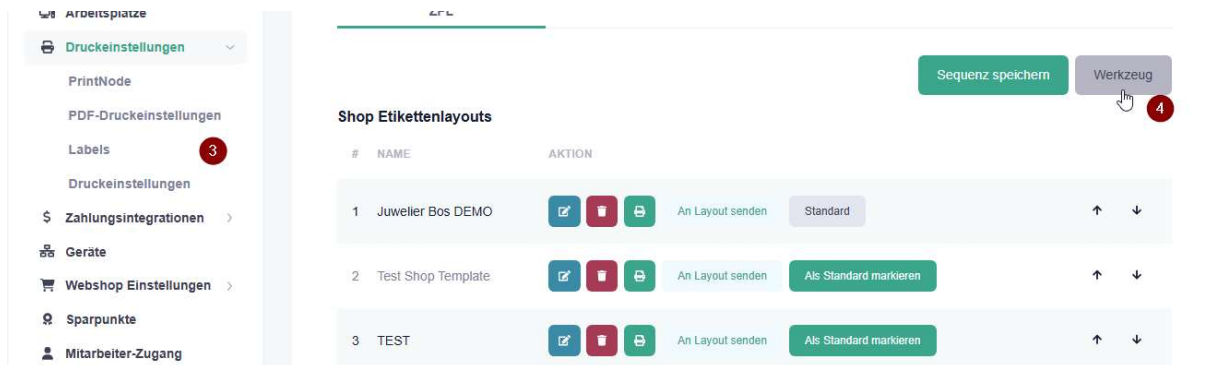 Arbeitsplätze
Druckeinstellungen
PrintNode
PDF-Druckeinstellungen
Labels 3
Druckeinstellungen
$ Zahlungsintegrationen
Geräte
Webshop Einstellungen
Sparpunkte
Mitarbeiter-Zugang
ZPL
Sequenz speichern Werkzeug
4
Shop Etikettenlayouts
# NAME AKTION
1 Juwelier Bos DEMO An Layout senden Standard
2 Test Shop Template An Layout senden Als Standard markieren
3 TEST An Layout senden Als Standard markieren